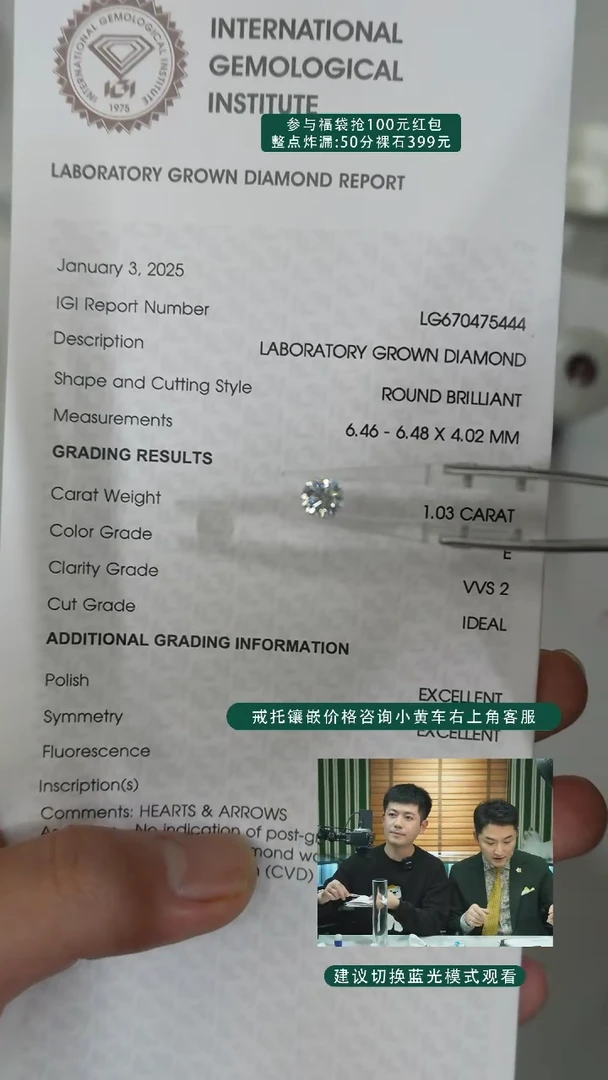 INTERNATIONAL GEMOLOGICAL INSTITUTE
IGI
1975
INTERNATIONAL
GEMOLOGICAL
INSTITUTE
参与福袋抢100元红包
整点炸漏:50分裸石399元
LABORATORY GROWN DIAMOND REPORT
January 3, 2025
IGI Report Number LG670475444
Description LABORATORY GROWN DIAMOND
Shape and Cutting Style ROUND BRILLIANT
Measurements 6.46 - 6.48 X 4.02 MM
GRADING RESULTS
Carat Weight 1.03 CARAT
Color Grade E
Clarity Grade VVS 2
Cut Grade IDEAL
ADDITIONAL GRADING INFORMATION
Polish EXCELLENT
Symmetry EXCELLENT
戒托镶嵌价格咨询小黄车右上角客服
Fluorescence
Inscription(s)
Comments: HEARTS & ARROWS
No indication of
(CVD)
建议切换蓝光模式观看